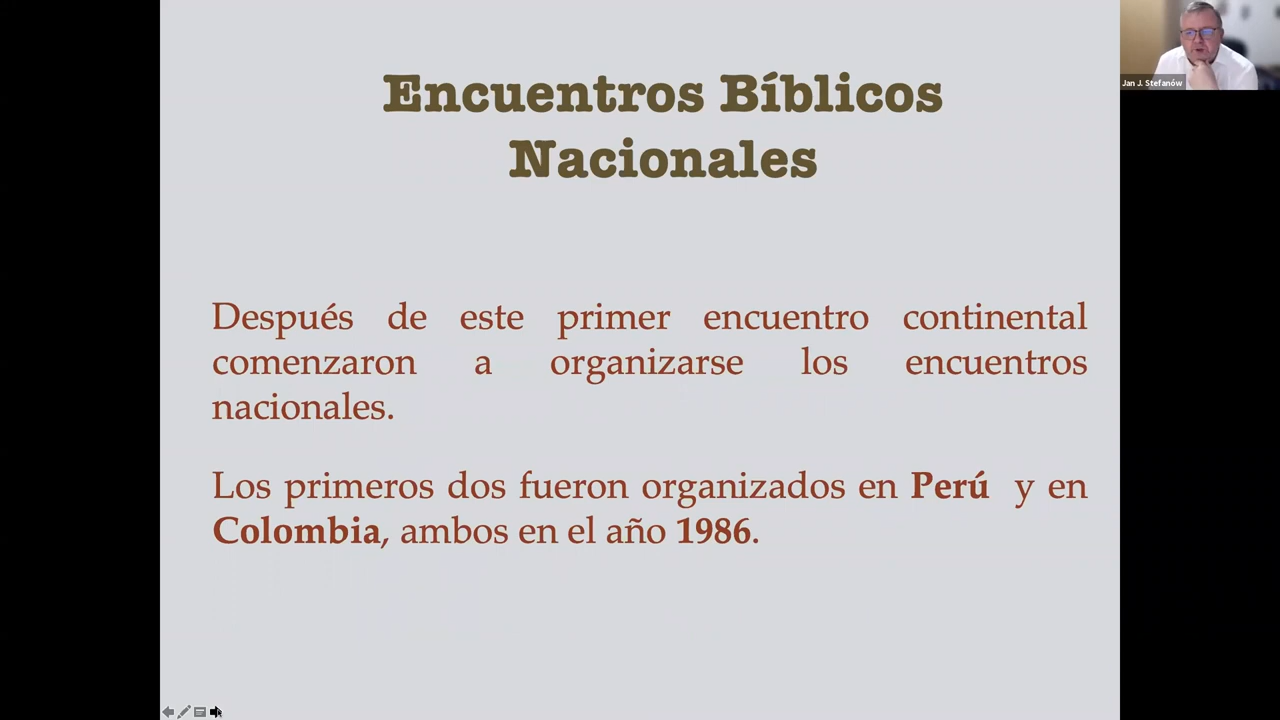 Encuentros Bíblicos
Nacionales
Jan J. Stefanów
Después de este primer encuentro continental
comenzaron a organizarse los encuentros
nacionales.
Los primeros dos fueron organizados en Perú y en
Colombia, ambos en el año 1986.